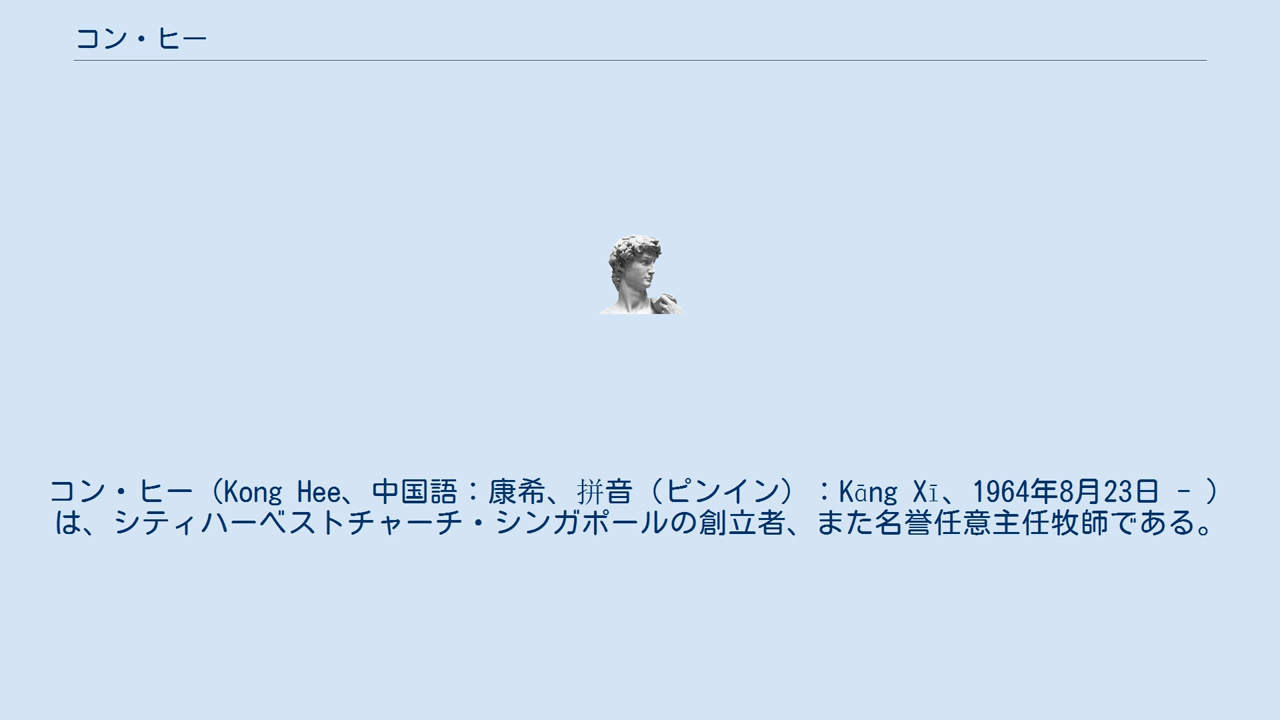 コン・ヒー
コン・ヒー（Kong Hee、中国語：康希、拼音（ピンイン）：Kāng Xī、1964年8月23日 - ）
は、シティハーベストチャーチ・シンガポールの創立者、また名誉任意主任牧師である。